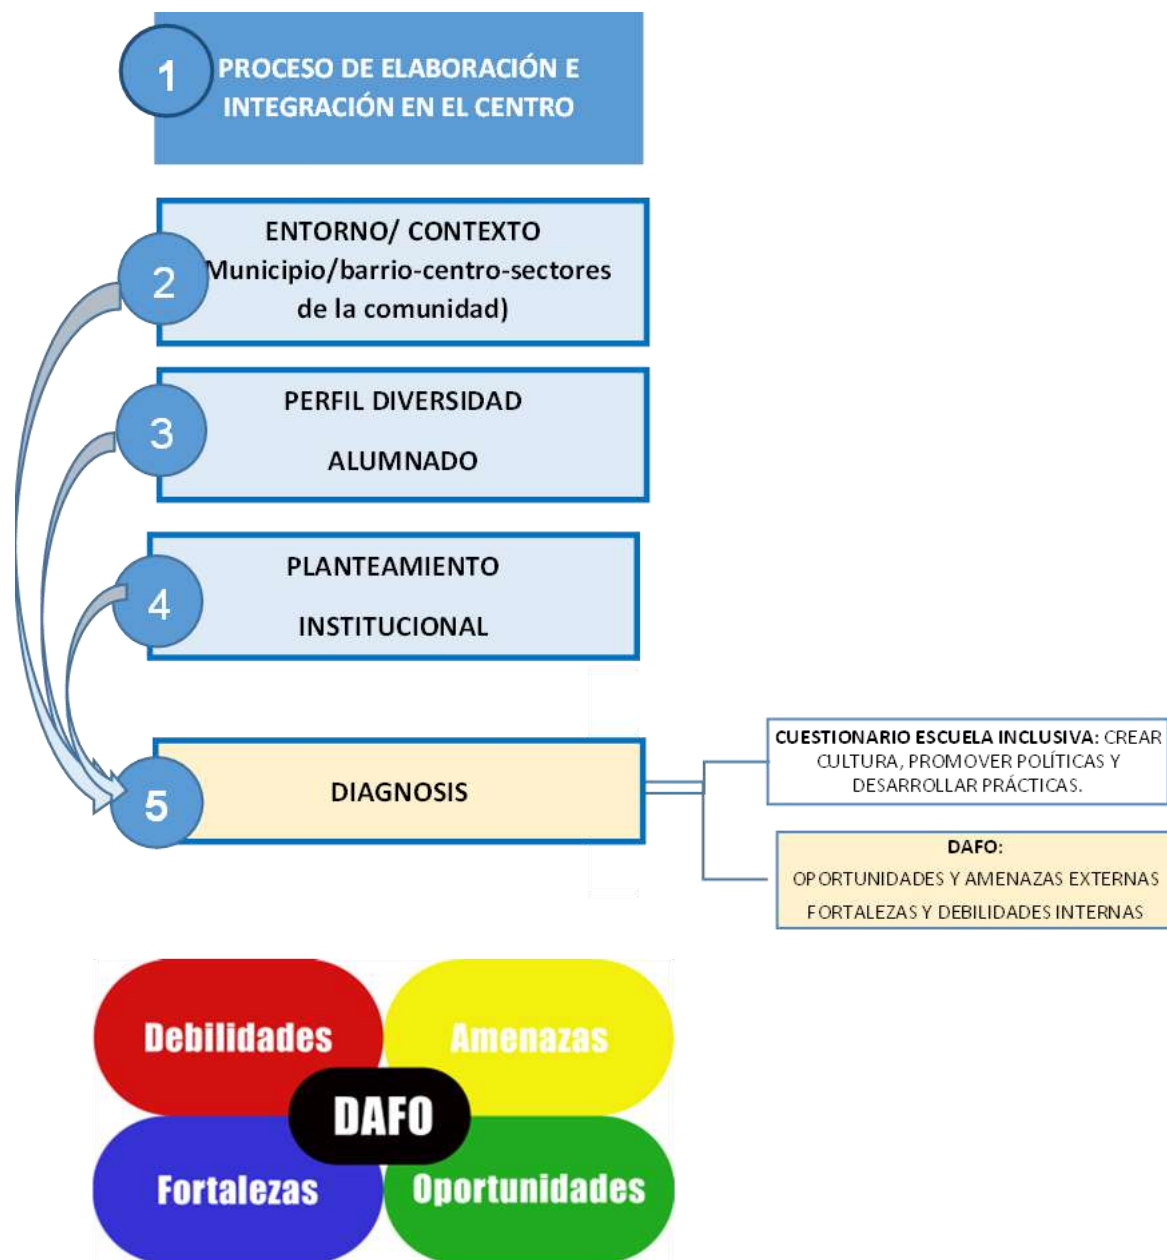 1
PROCESO DE ELABORACIÓN E
INTEGRACIÓN EN EL CENTRO
2
ENTORNO/ CONTEXTO
Municipio/barrio-centro-sectores
de la comunidad)
3
PERFIL DIVERSIDAD
ALUMNADO
4
PLANTEAMIENTO
INSTITUCIONAL
5
DIAGNOSIS
CUESTIONARIO ESCUELA INCLUSIVA: CREAR
CULTURA, PROMOVER POLÍTICAS Y
DESARROLLAR PRÁCTICAS.
DAFO:
OPORTUNIDADES Y AMENAZAS EXTERNAS
FORTALEZAS Y DEBILIDADES INTERNAS
Debilidades
Amenazas
DAFO
Fortalezas
Oportunidades